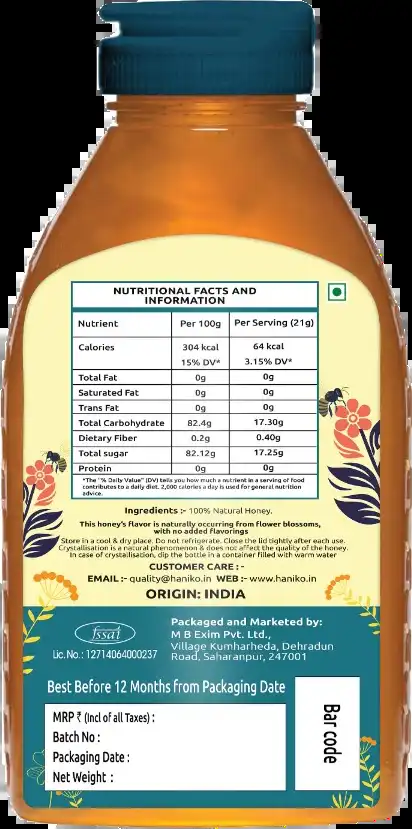 NUTRITIONAL FACTS AND
INFORMATION
Nutrient Per 100g Per Serving (21g)
Calories 304 kcal 64 kcal
15% DV* 3.15% DV*
Total Fat 0g 0g
Saturated Fat 0g 0g
Trans Fat 0g 0g
Total Carbohydrate 82.4g 17.30g
Dietary Fiber 0.2g 0.40g
Total sugar 82.12g 17.25g
Protein 0g 0g
*The "% Daily Value" (DV) tells you how much a nutrient in a serving of food
contributes to a daily diet. 2,000 calories a day is used for general nutrition
advice.
Ingredients :- 100% Natural Honey.
This honey's flavor is naturally occurring from flower blossoms,
with no added flavorings
Store in a cool & dry place. Do not refrigerate. Close the lid tightly after each use.
Crystallisation is a natural phenomenon & does not affect the quality of the honey.
In case of crystallisation, dip the bottle in a container filled with warm water
CUSTOMER CARE : -
EMAIL :- quality@haniko.in WEB :- www.haniko.in
ORIGIN: INDIA
fssai
Lic. No.: 12714064000237
Packaged and Marketed by:
M B Exim Pvt. Ltd.,
Village Kumharheda, Dehradun
Road, Saharanpur, 247001
Best Before 12 Months from Packaging Date
MRP ₹ (Incl of all Taxes) :
Batch No :
Packaging Date :
Net Weight :
Bar code